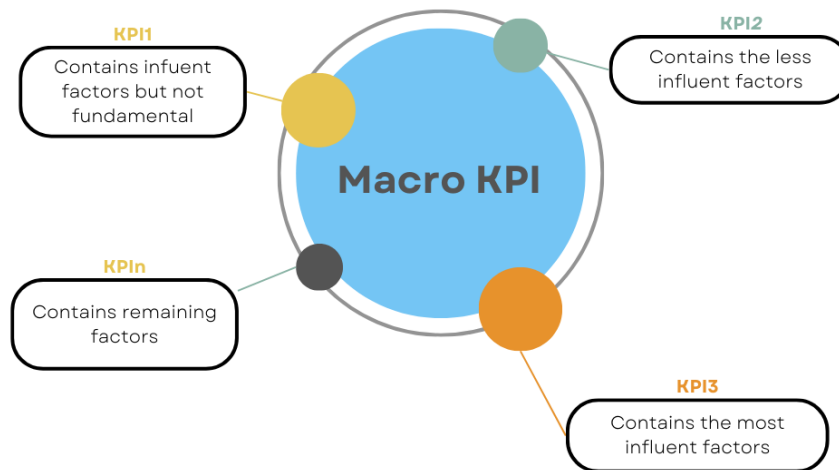 KPI1
Contains infuent
factors but not
fundamental
KPI2
Contains the less
influent factors
Macro KPI
KPIn
Contains remaining
factors
KPI3
Contains the most
influent factors